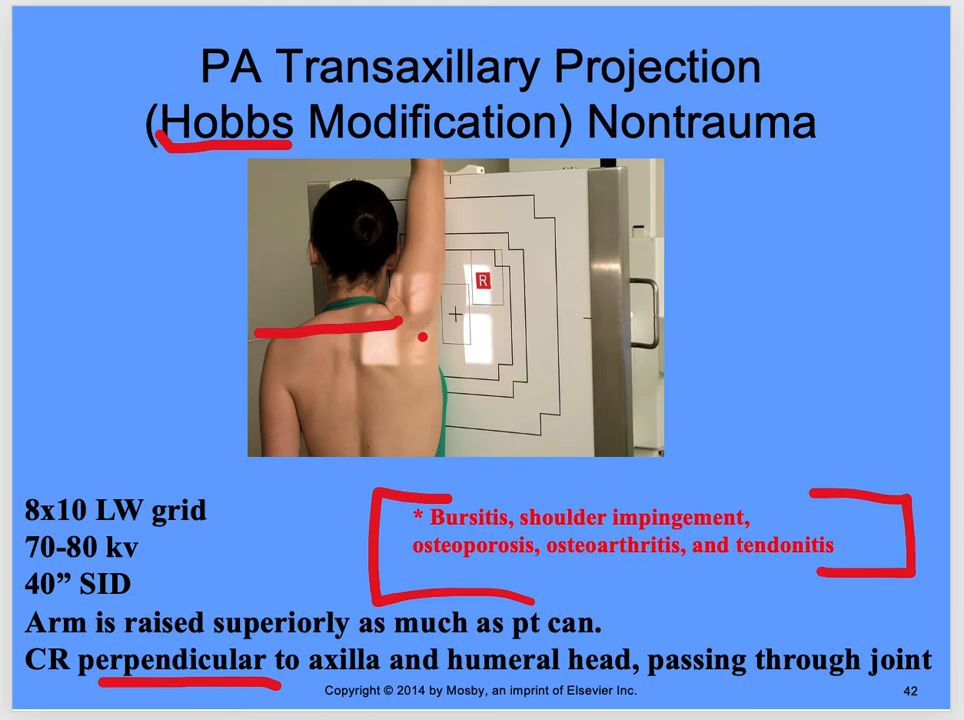 PA Transaxillary Projection
(Hobbs Modification) Nontrauma
R
8x10 LW grid
70-80 kv
40” SID
* Bursitis, shoulder impingement,
osteoporosis, osteoarthritis, and tendonitis
Arm is raised superiorly as much as pt can.
CR perpendicular to axilla and humeral head, passing through joint
Copyright © 2014 by Mosby, an imprint of Elsevier Inc.
42